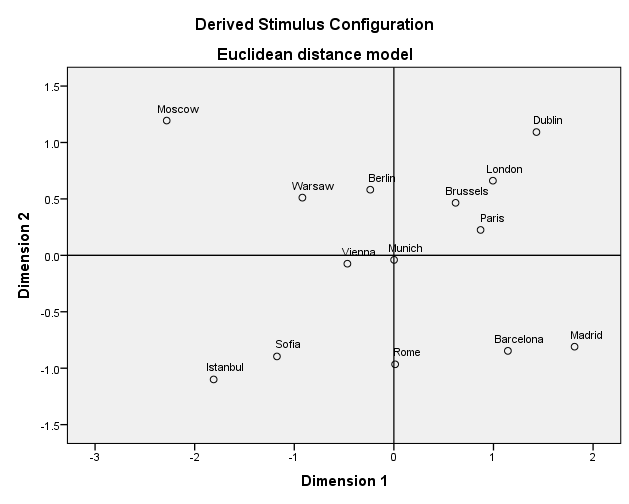 Derived Stimulus Configuration
Euclidean distance model
1.5
1.0
0.5
0.0
-0.5
-1.0
-1.5
Dimension 2
Moscow
Dublin
London
Berlin
Warsaw
Brussels
Paris
Munich
Vienna
Madrid
Barcelona
Sofia
Rome
Istanbul
-3
-2
-1
0
1
2
Dimension 1